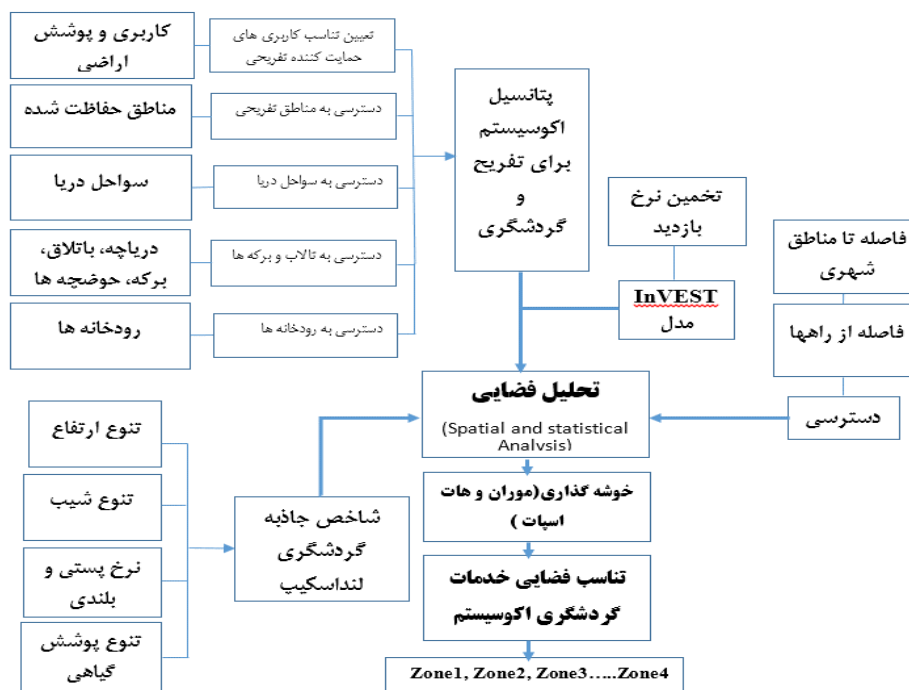 کاربری و پوشش
اراضی
تعیین تناسب کاربری های
حمایت کننده تفریحی
مناطق حفاظت شده
دسترسی به مناطق تفریحی
سواحل دریا
دسترسی به سواحل دریا
دریاچه، باتلاق،
برکه، حوضچه ها
دسترسی به تالاب و برکه ها
رودخانه ها
دسترسی به رودخانه ها
پتانسیل
اکوسیستم
برای تفریح
و
گردشگری
تخمین نرخ
بازدید
InVEST
مدل
فاصله تا مناطق
شهری
فاصله از راهها
دسترسی
تحلیل فضایی
(Spatial and statistical
Analysis)
تنوع ارتفاع
تنوع شیب
نرخ پستی و
بلندی
تنوع پوشش
گیاهی
شاخص جاذبه
گردشگری
لنداسکیپ
خوشه گذاری(موران و هات
اسپات )
تناسب فضایی خدمات
گردشگری اکوسیستم
Zone1, Zone2, Zone3…..Zone4